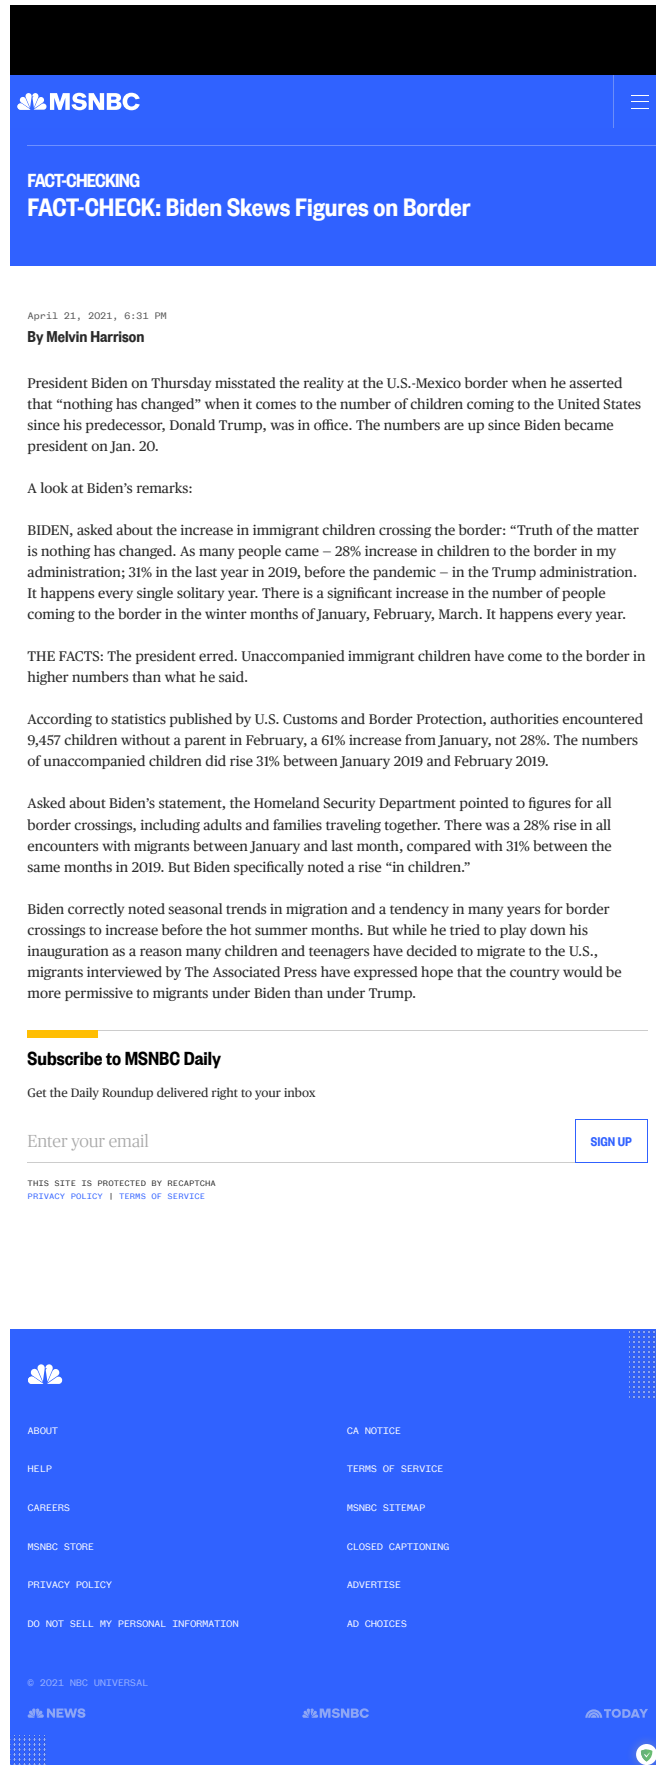 MSNBC
FACT-CHECKING
FACT-CHECK: Biden Skews Figures on Border
April 21, 2021, 6:31 PM
By Melvin Harrison
President Biden on Thursday misstated the reality at the U.S.-Mexico border when he asserted
that “nothing has changed” when it comes to the number of children coming to the United States
since his predecessor, Donald Trump, was in office. The numbers are up since Biden became
president on Jan. 20.
A look at Biden’s remarks:
BIDEN, asked about the increase in immigrant children crossing the border: “Truth of the matter
is nothing has changed. As many people came – 28% increase in children to the border in my
administration; 31% in the last year in 2019, before the pandemic – in the Trump administration.
It happens every single solitary year. There is a significant increase in the number of people
coming to the border in the winter months of January, February, March. It happens every year.
THE FACTS: The president erred. Unaccompanied immigrant children have come to the border in
higher numbers than what he said.
According to statistics published by U.S. Customs and Border Protection, authorities encountered
9,457 children without a parent in February, a 61% increase from January, not 28%. The numbers
of unaccompanied children did rise 31% between January 2019 and February 2019.
Asked about Biden’s statement, the Homeland Security Department pointed to figures for all
border crossings, including adults and families traveling together. There was a 28% rise in all
encounters with migrants between January and last month, compared with 31% between the
same months in 2019. But Biden specifically noted a rise “in children.”
Biden correctly noted seasonal trends in migration and a tendency in many years for border
crossings to increase before the hot summer months. But while he tried to play down his
inauguration as a reason many children and teenagers have decided to migrate to the U.S.,
migrants interviewed by The Associated Press have expressed hope that the country would be
more permissive to migrants under Biden than under Trump.
Subscribe to MSNBC Daily
Get the Daily Roundup delivered right to your inbox
Enter your email
SIGN UP
THIS SITE IS PROTECTED BY RECAPTCHA
PRIVACY POLICY | TERMS OF SERVICE
ABOUT
CA NOTICE
HELP
TERMS OF SERVICE
CAREERS
MSNBC SITEMAP
MSNBC STORE
CLOSED CAPTIONING
PRIVACY POLICY
ADVERTISE
DO NOT SELL MY PERSONAL INFORMATION
AD CHOICES
© 2021 NBC UNIVERSAL
NEWS
MSNBC
TODAY